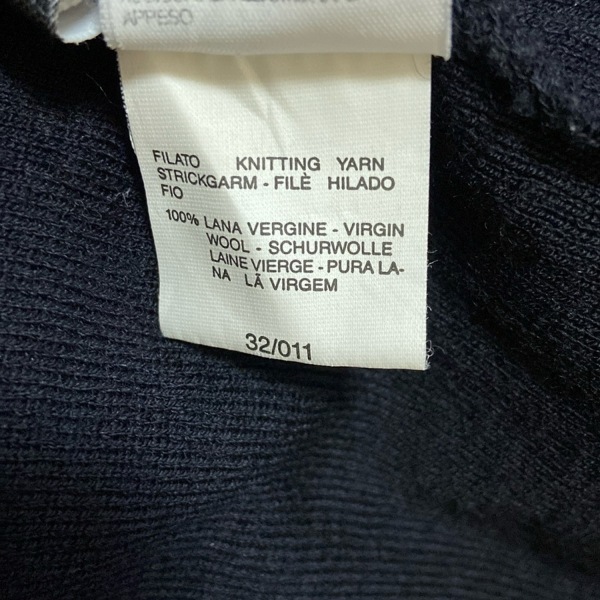 APPESO
FILATO KNITTING YARN
STRICKGARM - FILÈ HILADO
FIO
100% LANA VERGINE - VIRGIN
WOOL - SCHURWOLLE
LAINE VIERGE - PURA LA-
NA LÃ VIRGEM
32/011